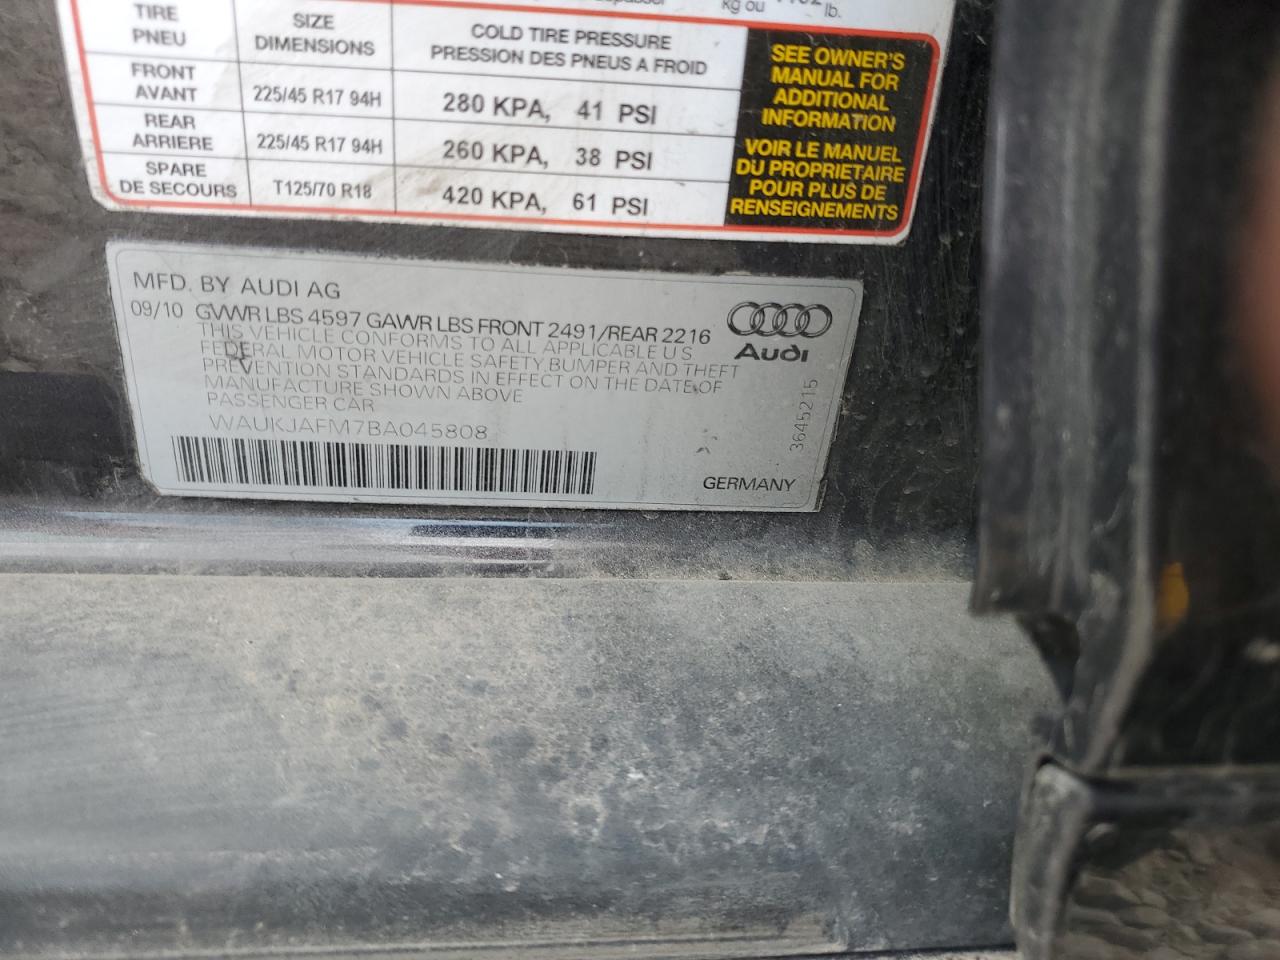 kg ou lb.
TIRE PNEU SIZE DIMENSIONS COLD TIRE PRESSURE PRESSION DES PNEUS A FROID
FRONT AVANT 225/45 R17 94H 280 KPA, 41 PSI
REAR ARRIERE 225/45 R17 94H 260 KPA, 38 PSI
SPARE DE SECOURS T125/70 R18 420 KPA, 61 PSI
SEE OWNER'S
MANUAL FOR
ADDITIONAL
INFORMATION
VOIR LE MANUEL
DU PROPRIETAIRE
POUR PLUS DE
RENSEIGNEMENTS
MFD. BY AUDI AG
09/10 GVWR LBS 4597 GAWR LBS FRONT 2491/REAR 2216
THIS VEHICLE CONFORMS TO ALL APPLICABLE U S
FEDERAL MOTOR VEHICLE SAFETY, BUMPER AND THEFT
PREVENTION STANDARDS IN EFFECT ON THE DATE OF
MANUFACTURE SHOWN ABOVE
PASSENGER CAR
WAUKJAFM7BA045808
Audi
3645215
GERMANY